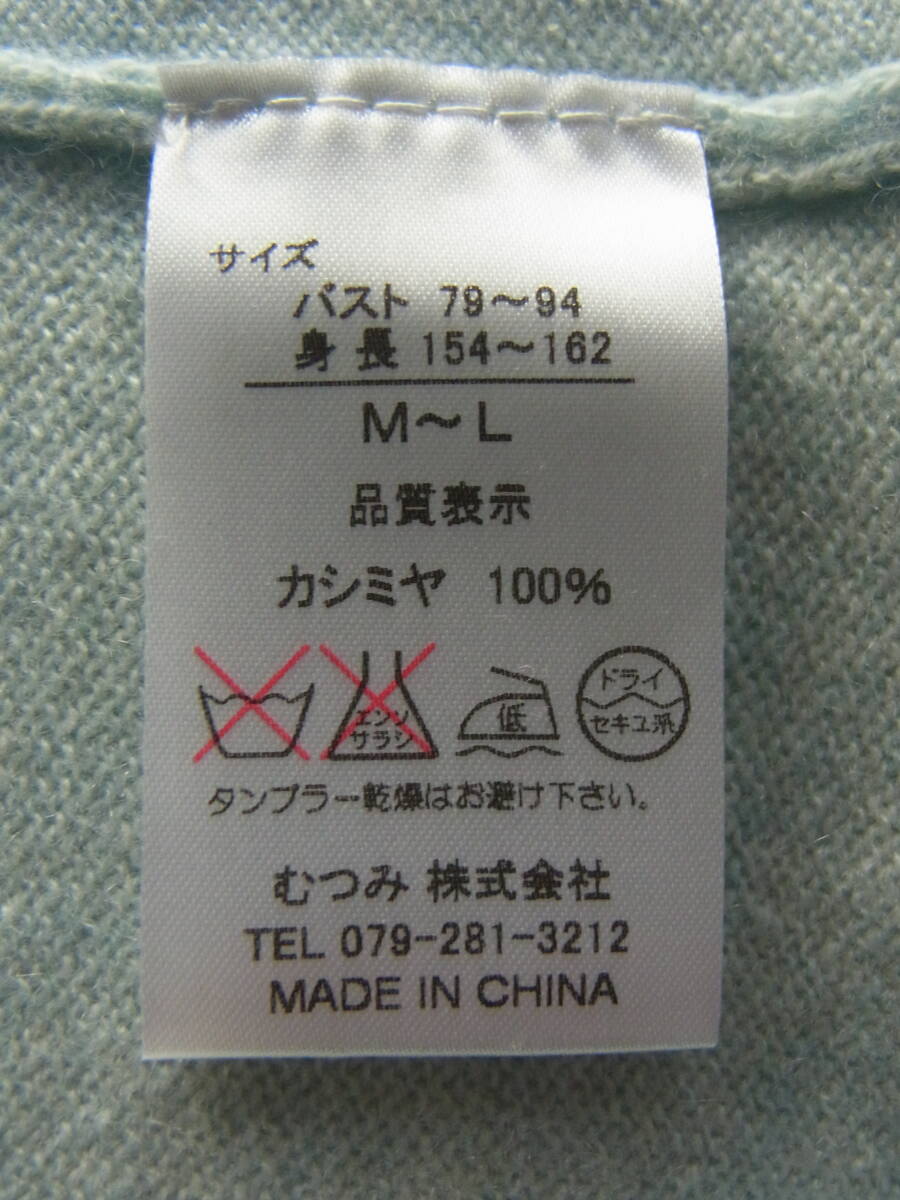 サイズ
バスト 79～94
身長 154～162
M～L
品質表示
カシミヤ 100%
エンソ
サラシ
低
ドライ
セキユ系
タンブラー乾燥はお避け下さい。
むつみ 株式会社
TEL 079-281-3212
MADE IN CHINA